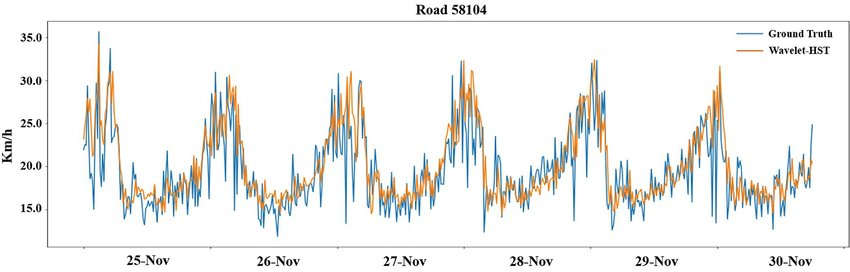 Road 58104
Ground Truth
Wavelet-HST
Km/h
35.0
30.0
25.0
20.0
15.0
25-Nov 26-Nov 27-Nov 28-Nov 29-Nov 30-Nov